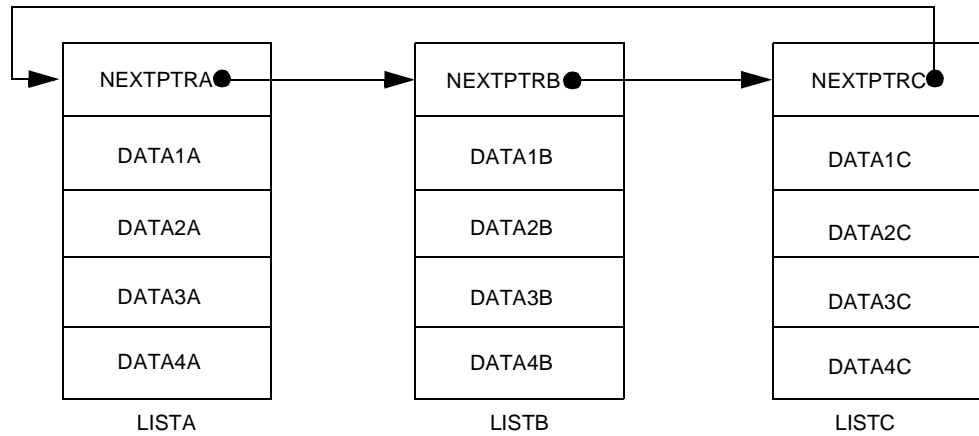 NEXTPTRA
NEXTPTRB
NEXTPTRC
DATA1A
DATA1B
DATA1C
DATA2A
DATA2B
DATA2C
DATA3A
DATA3B
DATA3C
DATA4A
DATA4B
DATA4C
LISTA
LISTB
LISTC